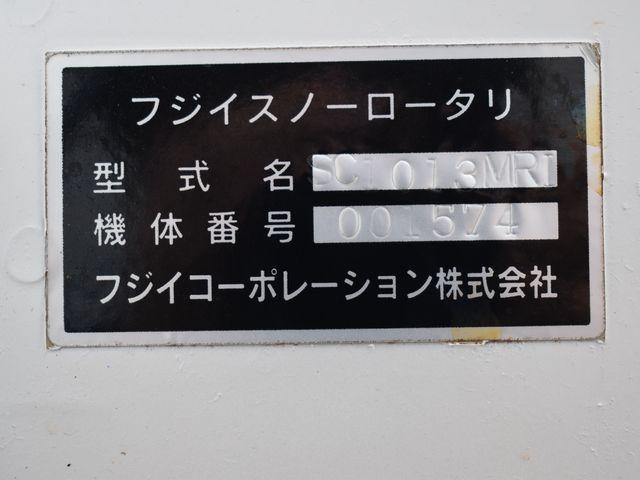 フジイスノーロータリ
型式名 SC1013MRI
機体番号 001574
フジイコーポレーション株式会社